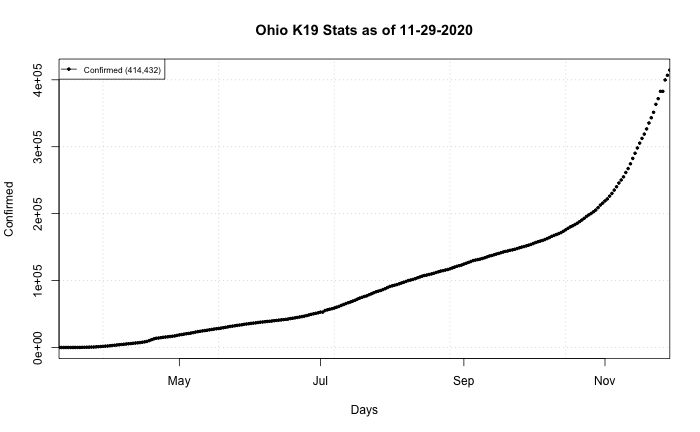 Ohio K19 Stats as of 11-29-2020
Confirmed (414,432)
4e+05
3e+05
2e+05
1e+05
0e+00
Confirmed
May
Jul
Sep
Nov
Days